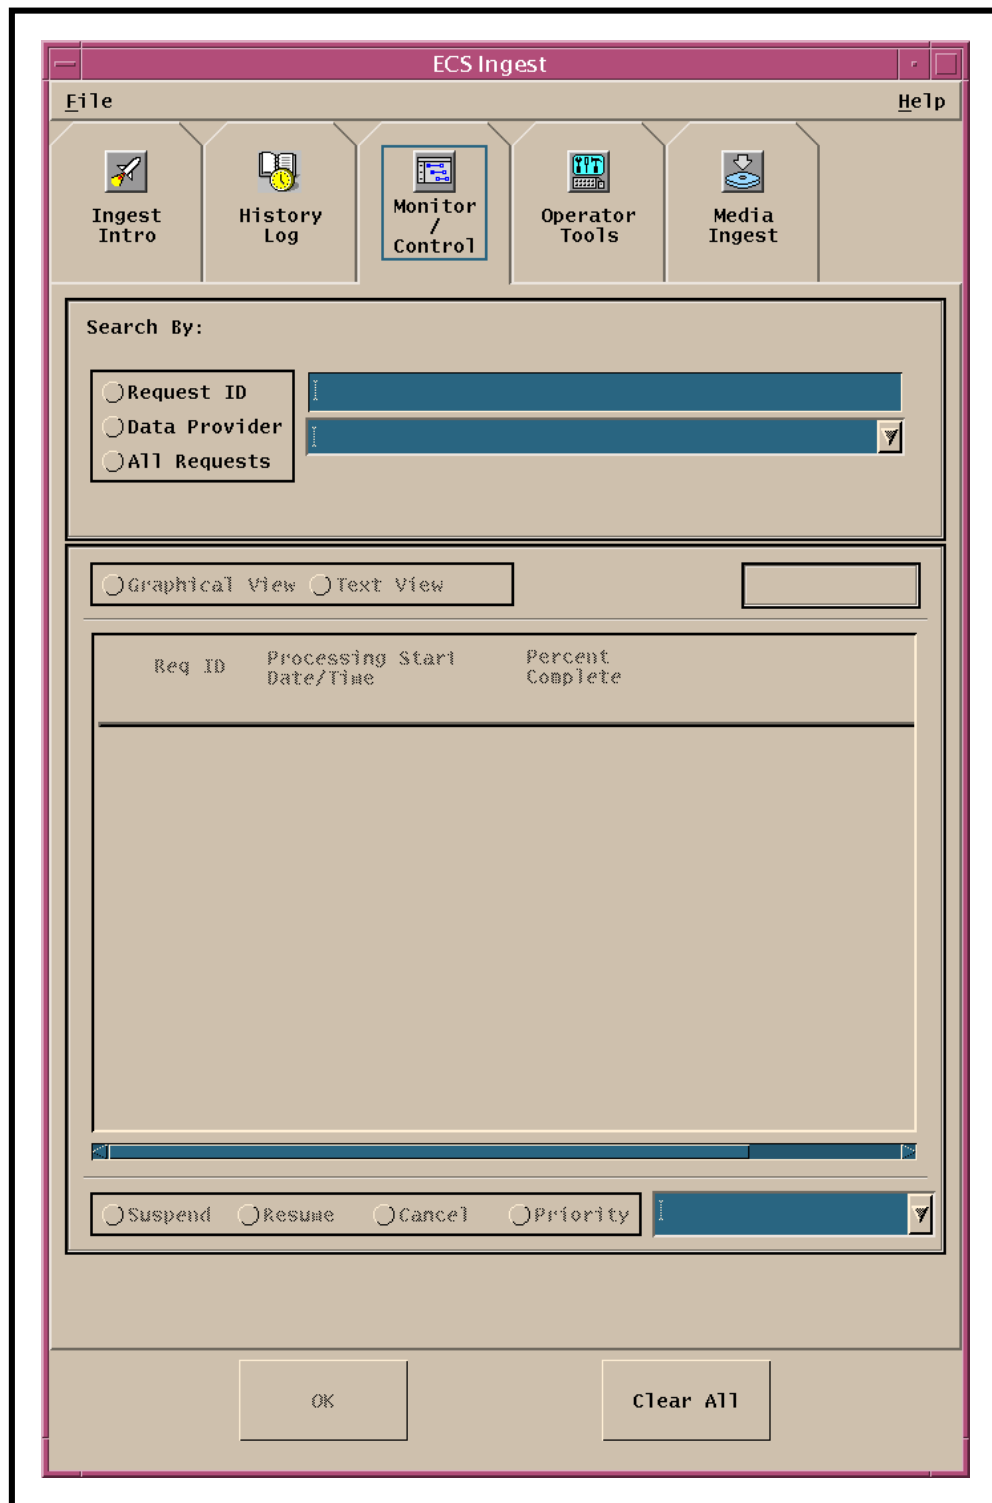 ECS Ingest
File Help
Ingest
Intro
History
Log
Monitor
/
Control
Operator
Tools
Media
Ingest
Search By:
Request ID
Data Provider
All Requests
Graphical View Text View
Req ID
Processing Start
Date/Time
Percent
Complete
Suspend Resume Cancel Priority
OK Clear All